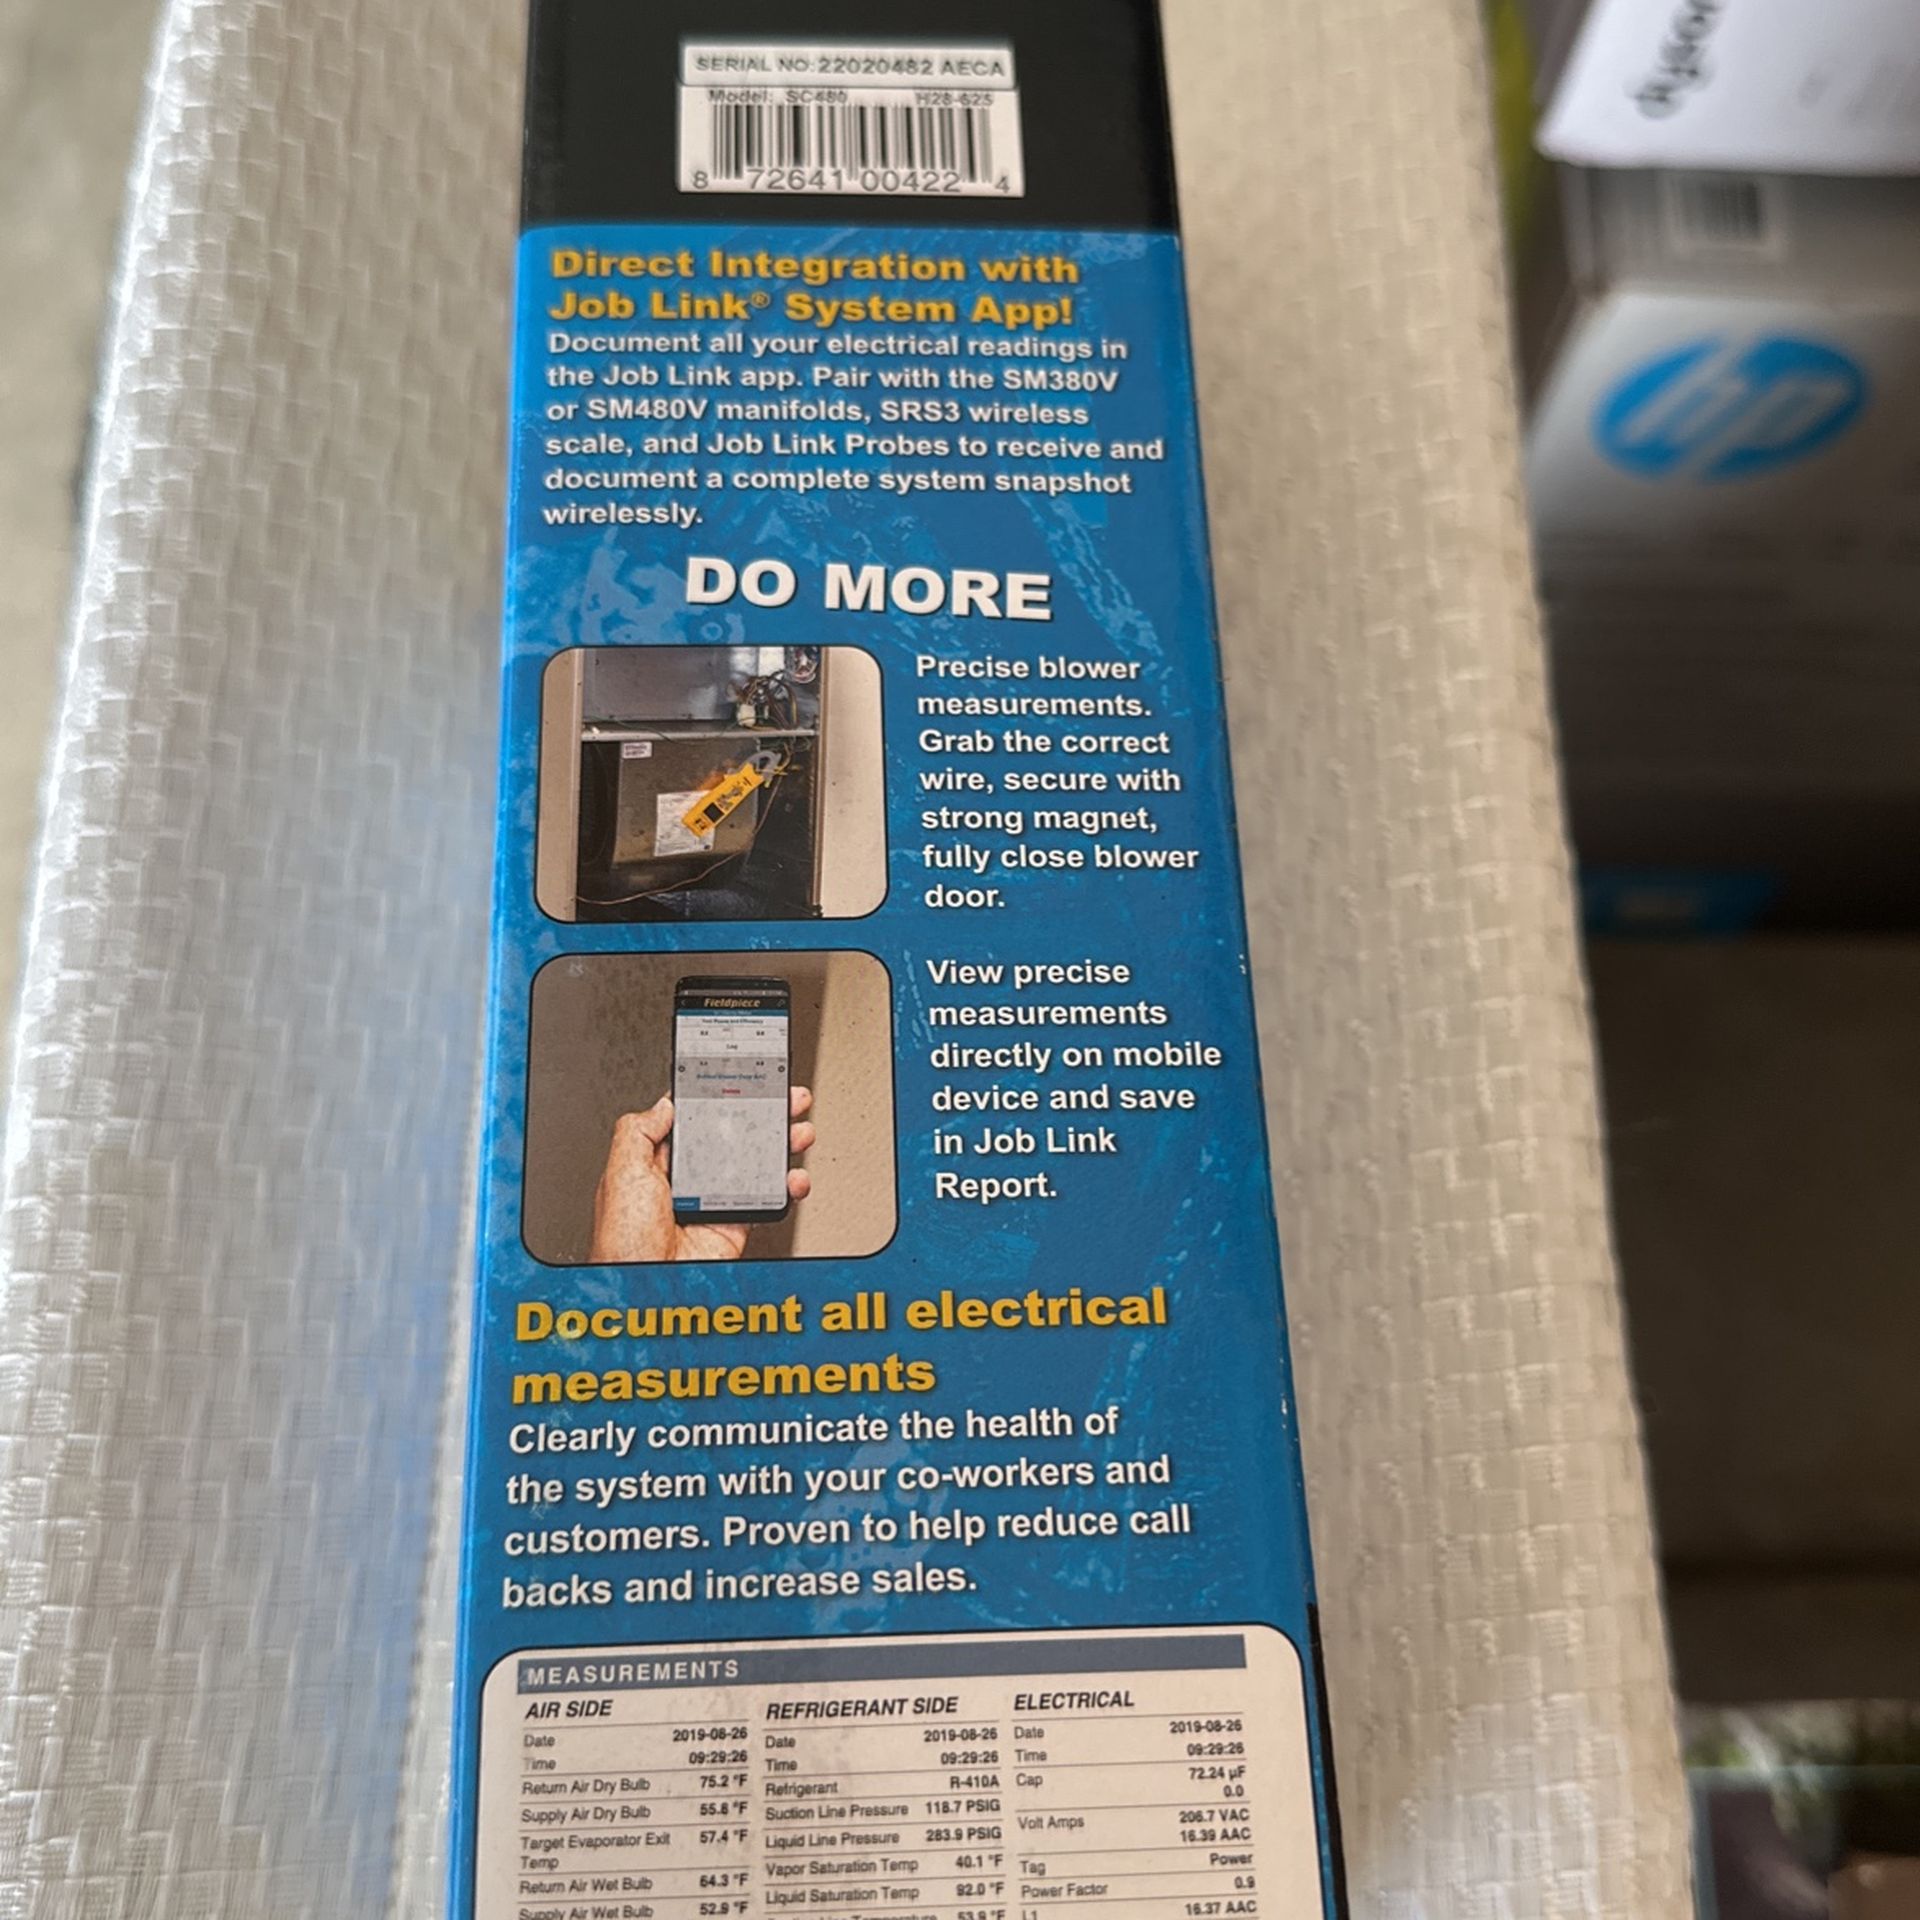 SERIAL NO:22020482 AECA
Model: SC480 H28-625
8 72641 00422 4
dyson
hp
Direct Integration with
Job Link® System App!
Document all your electrical readings in
the Job Link app. Pair with the SM380V
or SM480V manifolds, SRS3 wireless
scale, and Job Link Probes to receive and
document a complete system snapshot
wirelessly.
DO MORE
Precise blower
measurements.
Grab the correct
wire, secure with
strong magnet,
fully close blower
door.
Fieldpiece
View precise
measurements
directly on mobile
device and save
in Job Link
Report.
Document all electrical
measurements
Clearly communicate the health of
the system with your co-workers and
customers. Proven to help reduce call
backs and increase sales.
MEASUREMENTS
AIR SIDE
Date 2019-08-26
Time 09:29:26
Return Air Dry Bulb 75.2 °F
Supply Air Dry Bulb 55.8 °F
Target Evaporator Exit 57.4 °F
Temp
Return Air Wet Bulb 64.3 °F
Supply Air Wet Bulb 52.9 °F
REFRIGERANT SIDE
Date 2019-08-26
Time 09:29:26
Refrigerant R-410A
Suction Line Pressure 118.7 PSIG
Liquid Line Pressure 283.9 PSIG
Vapor Saturation Temp 40.1 °F
Liquid Saturation Temp 92.0 °F
53.9 °F
ELECTRICAL
Date 2019-08-26
Time 09:29:26
Cap 72.24 µF
0.0
Volt Amps 206.7 VAC
16.39 AAC
Tag Power
Power Factor 0.9
L1 16.37 AAC